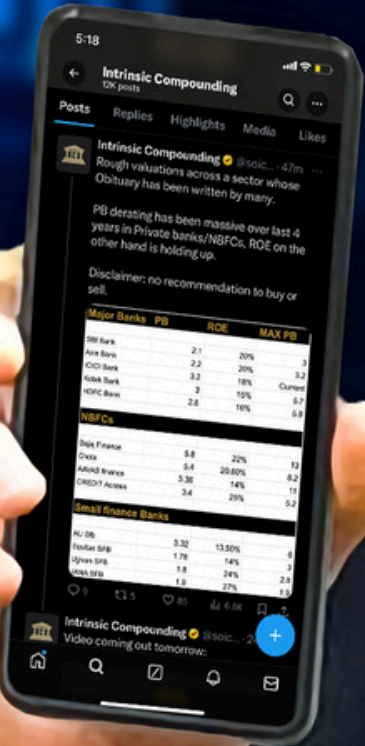 5:18
Intrinsic Compounding
12K posts
Posts Replies Highlights Media Likes
Intrinsic Compounding @soic... · 47m ...
Rough valuations across a sector whose
Obituary has been written by many.
PB derating has been massive over last 4
years in Private banks/NBFCs, ROE on the
other hand is holding up.
Disclaimer: no recommendation to buy or
sell.
Major Banks PB ROE MAX PB
SBI Bank 2.1 20% 3
Axis Bank 2.2 20% 3.2
ICICI Bank 3.2 18% Current
Kotak Bank 3 15% 5.7
HDFC Bank 2.6 16% 5.8
NBFCs
Bajaj Finance 5.8 22% 13
Chola 5.4 20.60% 8.2
AAVAS finance 3.36 14% 11
CREDIT Access 3.4 25% 5.2
Small finance Banks
AU Sfb 3.32 13.50% 6
Equitas SFB 1.78 14% 3
Ujjivan SFB 1.8 24% 2.8
JANA SFB 1.9 27% 1.9
9 5 85 6.6K
Intrinsic Compounding @soic... · 2
Video coming out tomorrow: